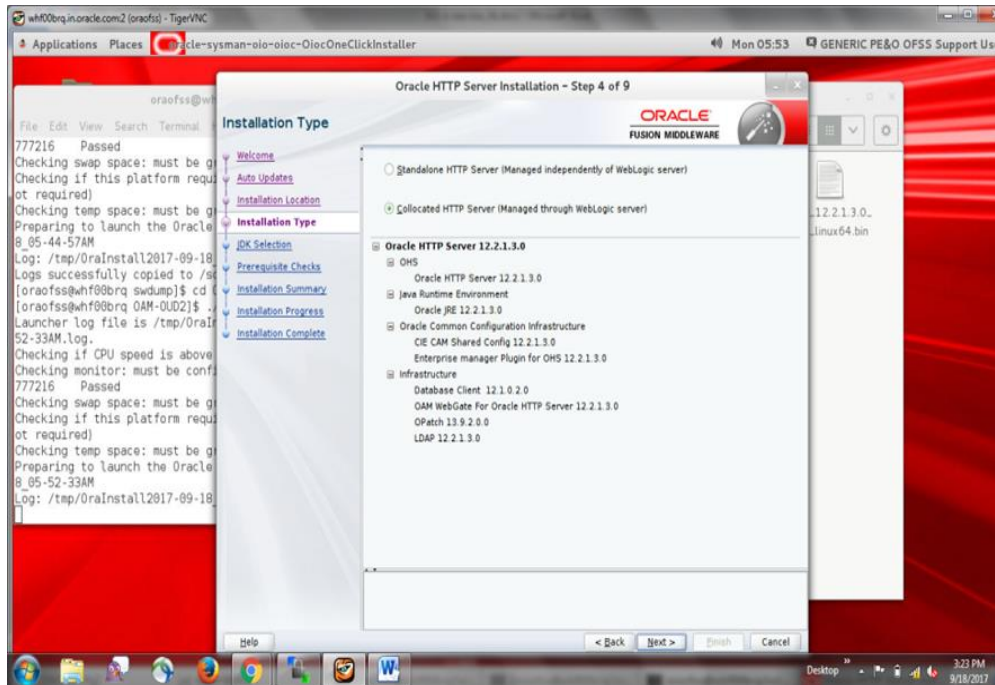 whf00brq.in.oracle.com:2 (oraofss) - TigerVNC
Applications Places oracle-sysman-oio-oioc-OiocOneClickInstaller Mon 05:53 GENERIC PE&O OFSS Support Us
oraofss@wh
File Edit View Search Terminal
777216 Passed
Checking swap space: must be gr
Checking if this platform requi
ot required)
Checking temp space: must be gr
Preparing to launch the Oracle
8_05-44-57AM
Log: /tmp/OraInstall2017-09-18
Logs successfully copied to /sc
[oraofss@whf00brq swdump]$ cd
[oraofss@whf00brq OAM-OUD2]$ ./
Launcher log file is /tmp/OraIn
52-33AM.log.
Checking if CPU speed is above
Checking monitor: must be confi
777216 Passed
Checking swap space: must be gr
Checking if this platform requi
ot required)
Checking temp space: must be gr
Preparing to launch the Oracle
8_05-52-33AM
Log: /tmp/OraInstall2017-09-18_
Oracle HTTP Server Installation - Step 4 of 9
Installation Type
ORACLE
FUSION MIDDLEWARE
Welcome
Auto Updates
Installation Location
Installation Type
JDK Selection
Prerequisite Checks
Installation Summary
Installation Progress
Installation Complete
Standalone HTTP Server (Managed independently of WebLogic server)
Collocated HTTP Server (Managed through WebLogic server)
Oracle HTTP Server 12.2.1.3.0
OHS
Oracle HTTP Server 12.2.1.3.0
Java Runtime Environment
Oracle JRE 12.2.1.3.0
Oracle Common Configuration Infrastructure
CIE CAM Shared Config 12.2.1.3.0
Enterprise manager Plugin for OHS 12.2.1.3.0
Infrastructure
Database Client 12.1.0.2.0
OAM WebGate For Oracle HTTP Server 12.2.1.3.0
OPatch 13.9.2.0.0
LDAP 12.2.1.3.0
Help < Back Next > Finish Cancel
_12.2.1.3.0_
_linux64.bin
Desktop 3:23 PM
9/18/2017